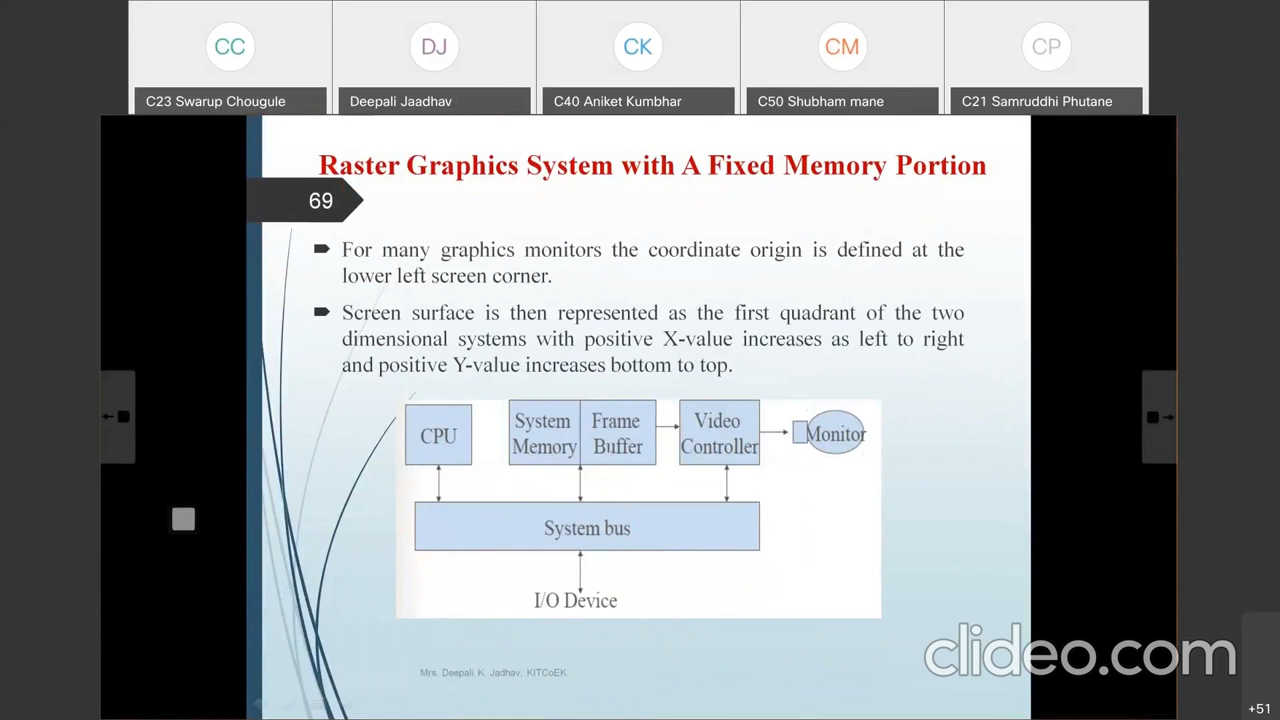 CC
DJ
CK
CM
CP
C23 Swarup Chougule
Deepali Jaadhav
C40 Aniket Kumbhar
C50 Shubham mane
C21 Samruddhi Phutane
Raster Graphics System with A Fixed Memory Portion
69
For many graphics monitors the coordinate origin is defined at the
lower left screen corner.
Screen surface is then represented as the first quadrant of the two
dimensional systems with positive X-value increases as left to right
and positive Y-value increases bottom to top.
CPU
System
Memory
Frame
Buffer
Video
Controller
Monitor
System bus
I/O Device
Mrs. Deepali K. Jadhav, KITCoEK
clideo.com
+51